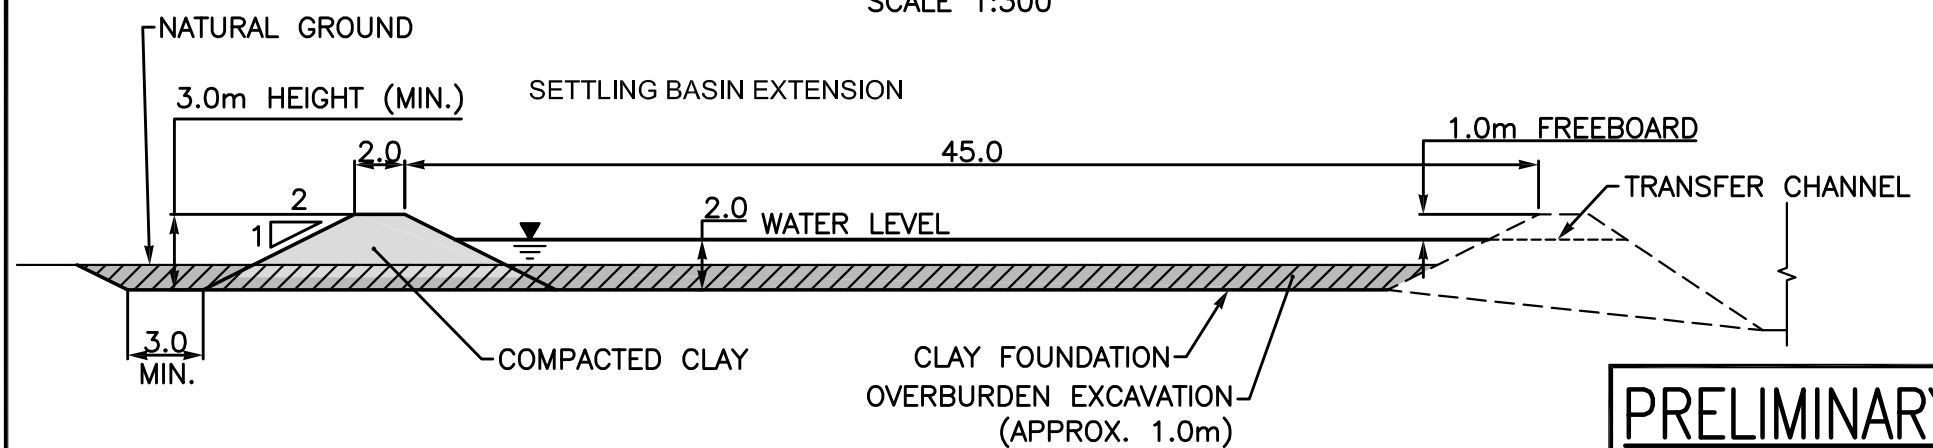 SCALE 1:300
NATURAL GROUND
3.0m HEIGHT (MIN.)
SETTLING BASIN EXTENSION
1.0m FREEBOARD
2.0
45.0
TRANSFER CHANNEL
2
1
2.0
WATER LEVEL
3.0
MIN.
COMPACTED CLAY
CLAY FOUNDATION
OVERBURDEN EXCAVATION
(APPROX. 1.0m)
PRELIMINARY